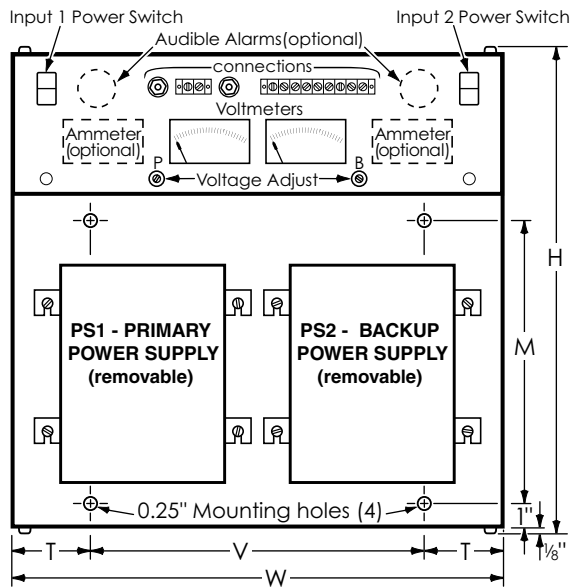 Input 1 Power Switch
Input 2 Power Switch
Audible Alarms(optional)
connections
Voltmeters
Ammeter
(optional)
Ammeter
(optional)
P
B
Voltage Adjust
H
PS1 - PRIMARY
POWER SUPPLY
(removable)
PS2 - BACKUP
POWER SUPPLY
(removable)
M
0.25" Mounting holes (4)
1"
1/8"
T
V
T
W